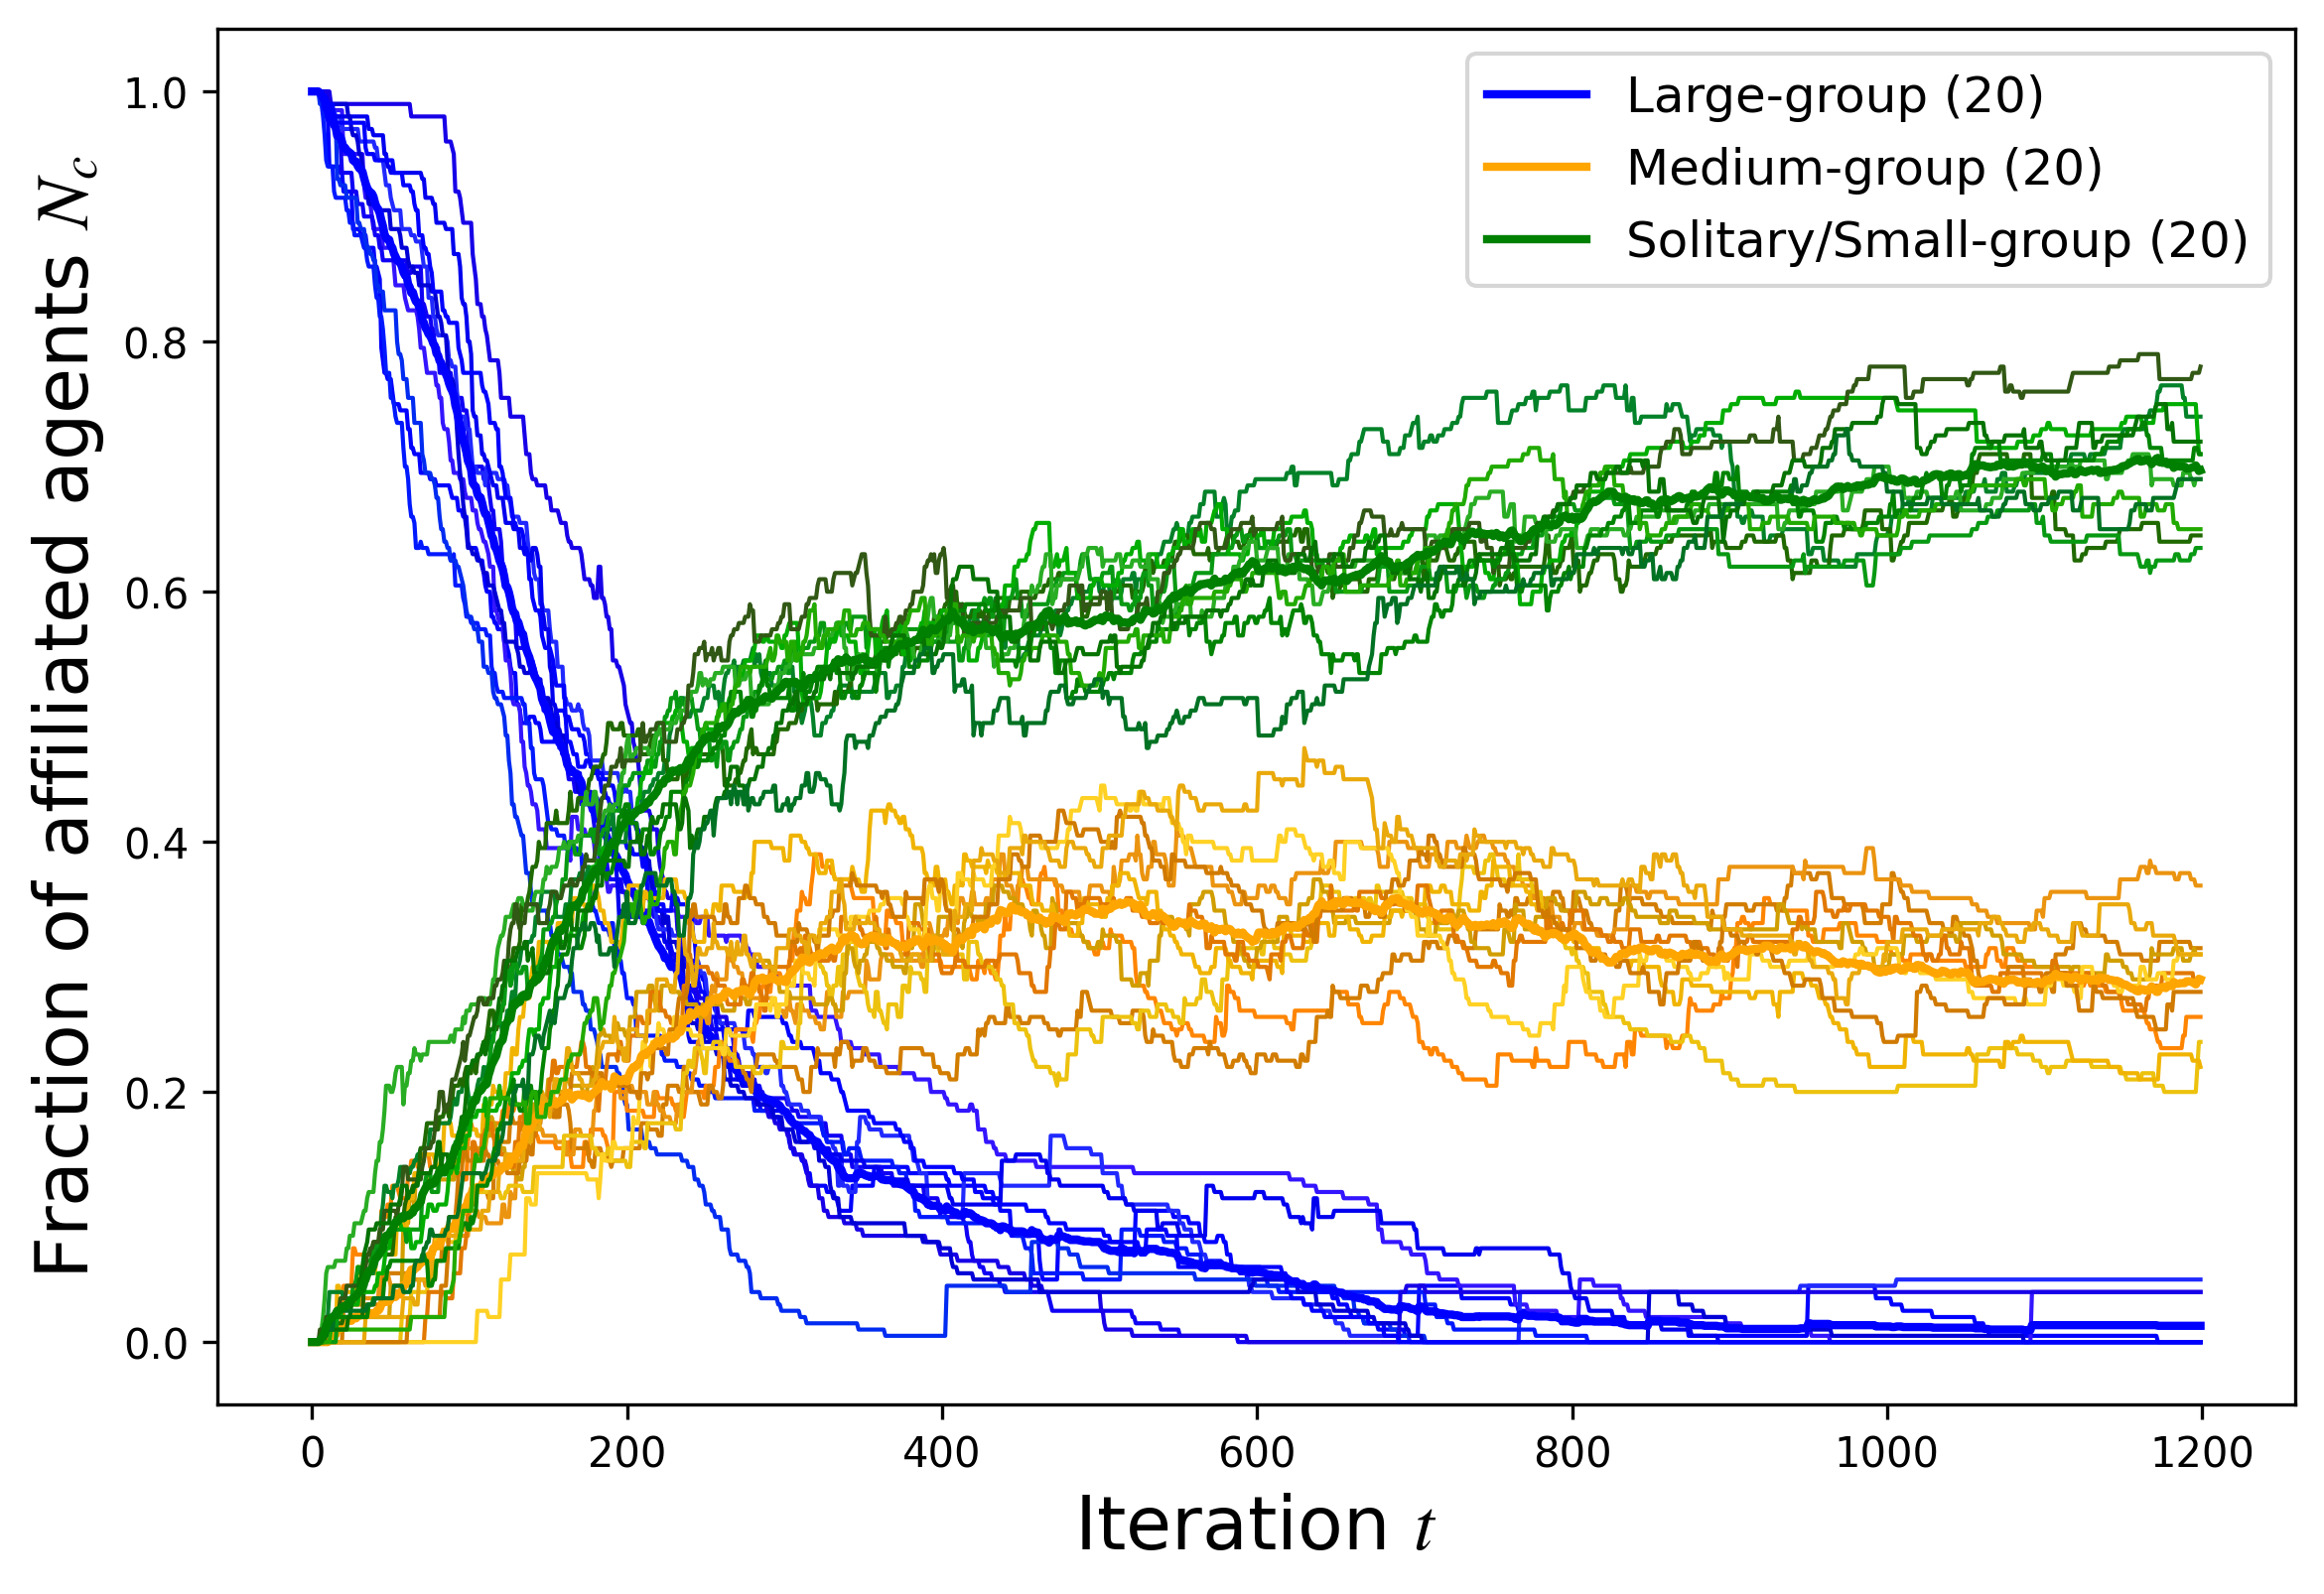 Large-group (20)
Medium-group (20)
Solitary/Small-group (20)
Fraction of affiliated agents N_c
1.0
0.8
0.6
0.4
0.2
0.0
0 200 400 600 800 1000 1200
Iteration t